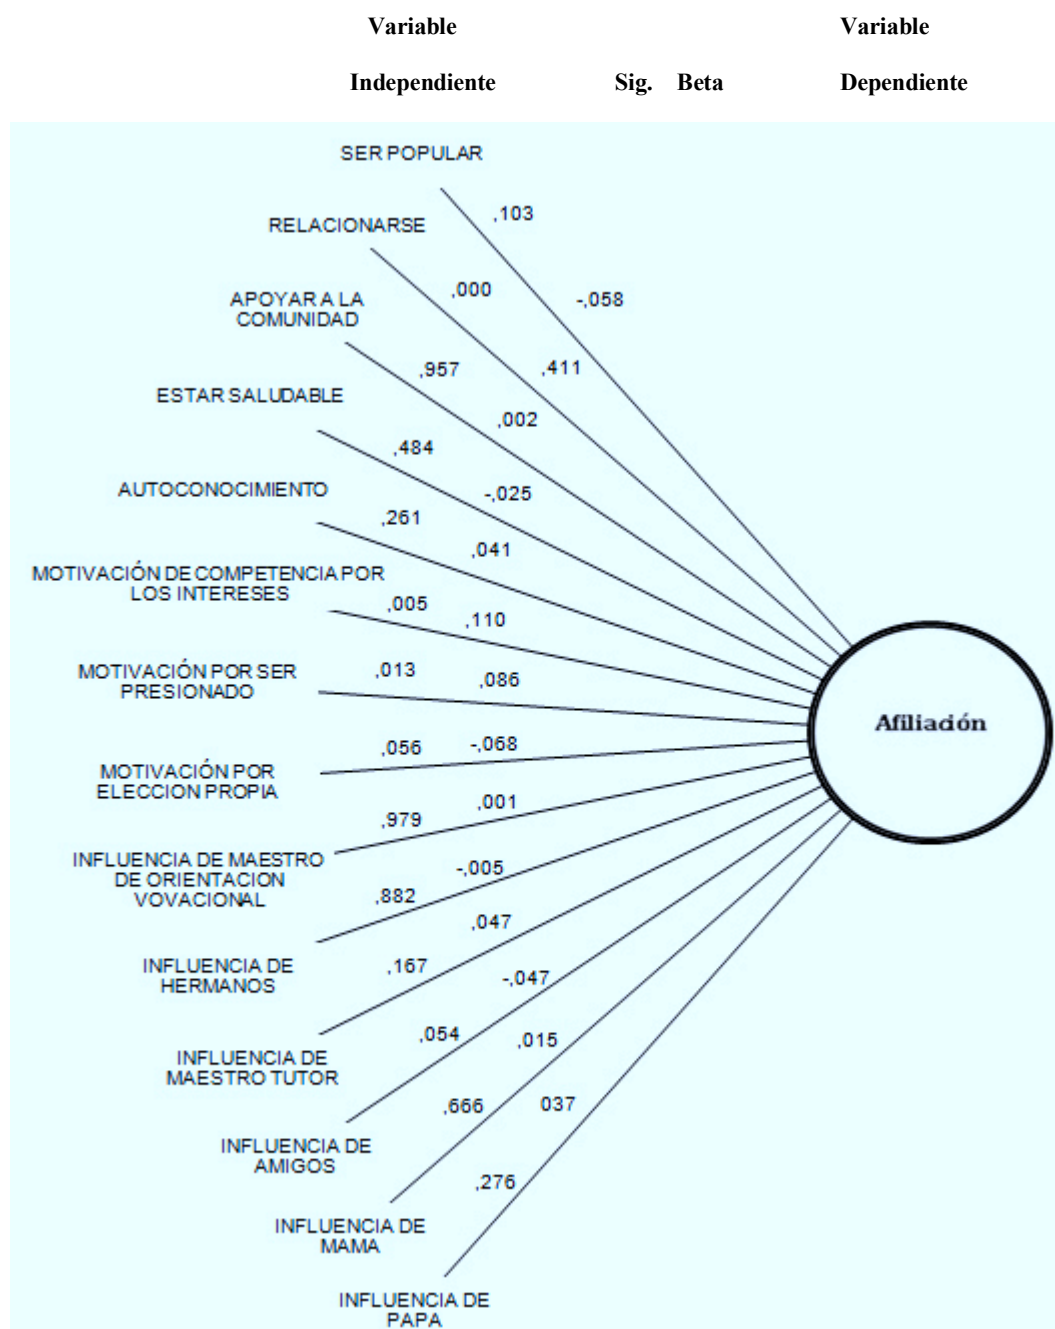 Variable Variable
Independiente Sig. Beta Dependiente
SER POPULAR
,103
RELACIONARSE
,000
-,058
APOYAR A LA
COMUNIDAD
,957
,411
ESTAR SALUDABLE
,484
,002
AUTOCONOCIMIENTO
,261
-,025
MOTIVACIÓN DE COMPETENCIA POR
LOS INTERESES
,005
,041
,110
MOTIVACIÓN POR SER
PRESIONADO
,013
,086
Afiliación
MOTIVACIÓN POR
ELECCION PROPIA
,056
-,068
INFLUENCIA DE MAESTRO
DE ORIENTACION
VOVACIONAL
,979
,001
INFLUENCIA DE
HERMANOS
,882
-,005
INFLUENCIA DE
MAESTRO TUTOR
,167
,047
INFLUENCIA DE
AMIGOS
,054
-,047
INFLUENCIA DE
MAMA
,666
,015
INFLUENCIA DE
PAPA
,276
037